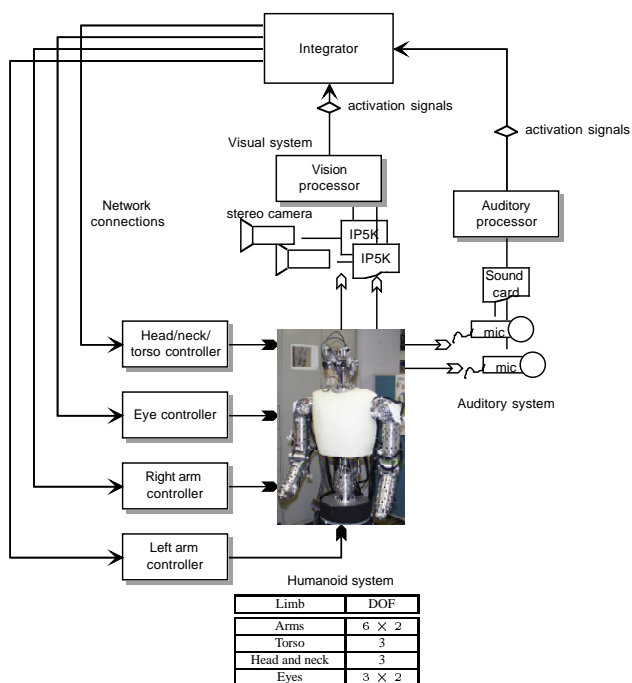 Integrator
activation signals
activation signals
Visual system
Vision
processor
Auditory
processor
Network
connections
stereo camera
IP5K
IP5K
Sound
card
mic
mic
Auditory system
Head/neck/
torso controller
Eye controller
Right arm
controller
Left arm
controller
Humanoid system
Limb DOF
Arms 6 × 2
Torso 3
Head and neck 3
Eyes 3 × 2